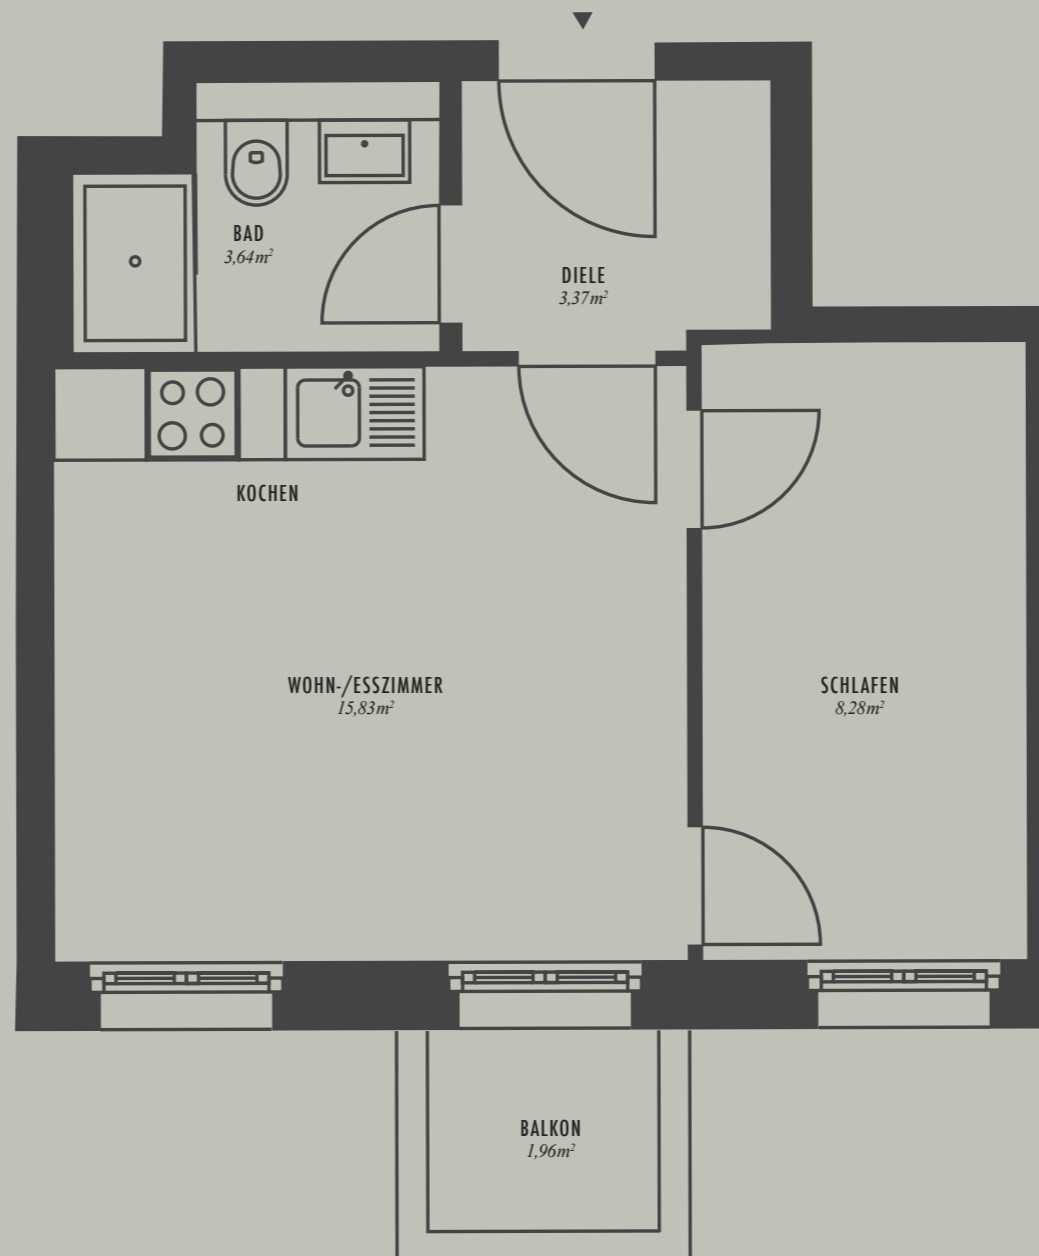 BAD
3,64m²
DIELE
3,37m²
KOCHEN
WOHN-/ESSZIMMER
15,83m²
SCHLAFEN
8,28m²
BALKON
1,96m²